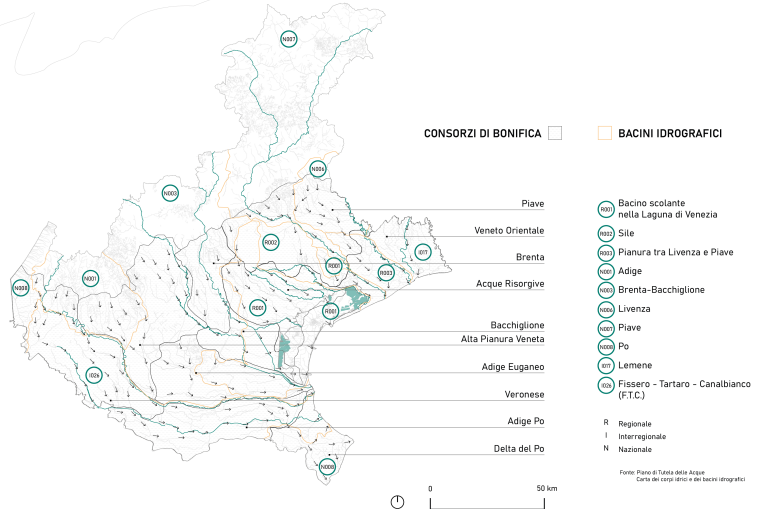 N007
N006
N003
R002
I017
R001
R003
N001
N008
R001
R001
I026
N008
CONSORZI DI BONIFICA
Piave
Veneto Orientale
Brenta
Acque Risorgive
Bacchiglione
Alta Pianura Veneta
Adige Euganeo
Veronese
Adige Po
Delta del Po
0
50 km
BACINI IDROGRAFICI
R001 Bacino scolante
nella Laguna di Venezia
R002 Sile
R003 Pianura tra Livenza e Piave
N001 Adige
N003 Brenta-Bacchiglione
N006 Livenza
N007 Piave
N008 Po
I017 Lemene
I026 Fissero - Tartaro - Canalbianco
(F.T.C.)
R Regionale
I Interregionale
N Nazionale
Fonte: Piano di Tutela delle Acque
Carta dei corpi idrici e dei bacini idrografici